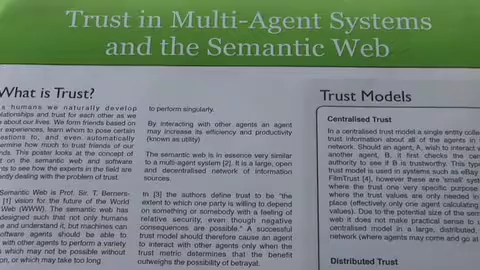 Trust in Multi-Agent Systems
and the Semantic Web
What is Trust?
s humans we naturally develop
elationships and trust for each other as we
about our lives. We form friends based on
r experiences, learn whom to pose certain
estions to, and even automatically
termine how much to trust friends of our
nds. This poster looks at the concept of
t on the semantic web and software
nts to see how the experts in the field are
ently dealing with the problem of trust.
Semantic Web is Prof. Sir. T. Berners-
[1] vision for the future of the World
Web (WWW). The semantic web has
designed such that not only humans
e and understand it, but machines can
software agents should be able to
with other agents to perform a variety
s which may not be possible without
on, or which may take too long
to perform singularly.
By interacting with other agents an agent
may increase its efficiency and productivity
(known as utility)
The semantic web is in essence very similar
to a multi-agent system [2]. It is a large, open
and decentralised network of information
sources.
In [3] the authors define trust to be "the
extent to which one party is willing to depend
on something or somebody with a feeling of
relative security, even though negative
consequences are possible." A successful
trust model should therefore cause an agent
to interact with other agents only when the
trust metric determines that the benefit
outweighs the possibility of betrayal.
Trust Models
Centralised Trust
In a centralised trust model a single entity collec
trust information about all of the agents in
network. Should an agent, A, wish to interact v
another agent, B, it first checks the cen
authority to see if B is trustworthy. This type
trust model is used in systems such as eBay
FilmTrust [4], however these are 'small' syste
where the trust one very specific purpose
where the trust values are only needed in
place (effectively only one agent calculating
values). Due to the potential size of the sem
web it does not make practical sense to u
centralised model in a large, distributed, o
network (where agents may come and go at
Distributed Trust